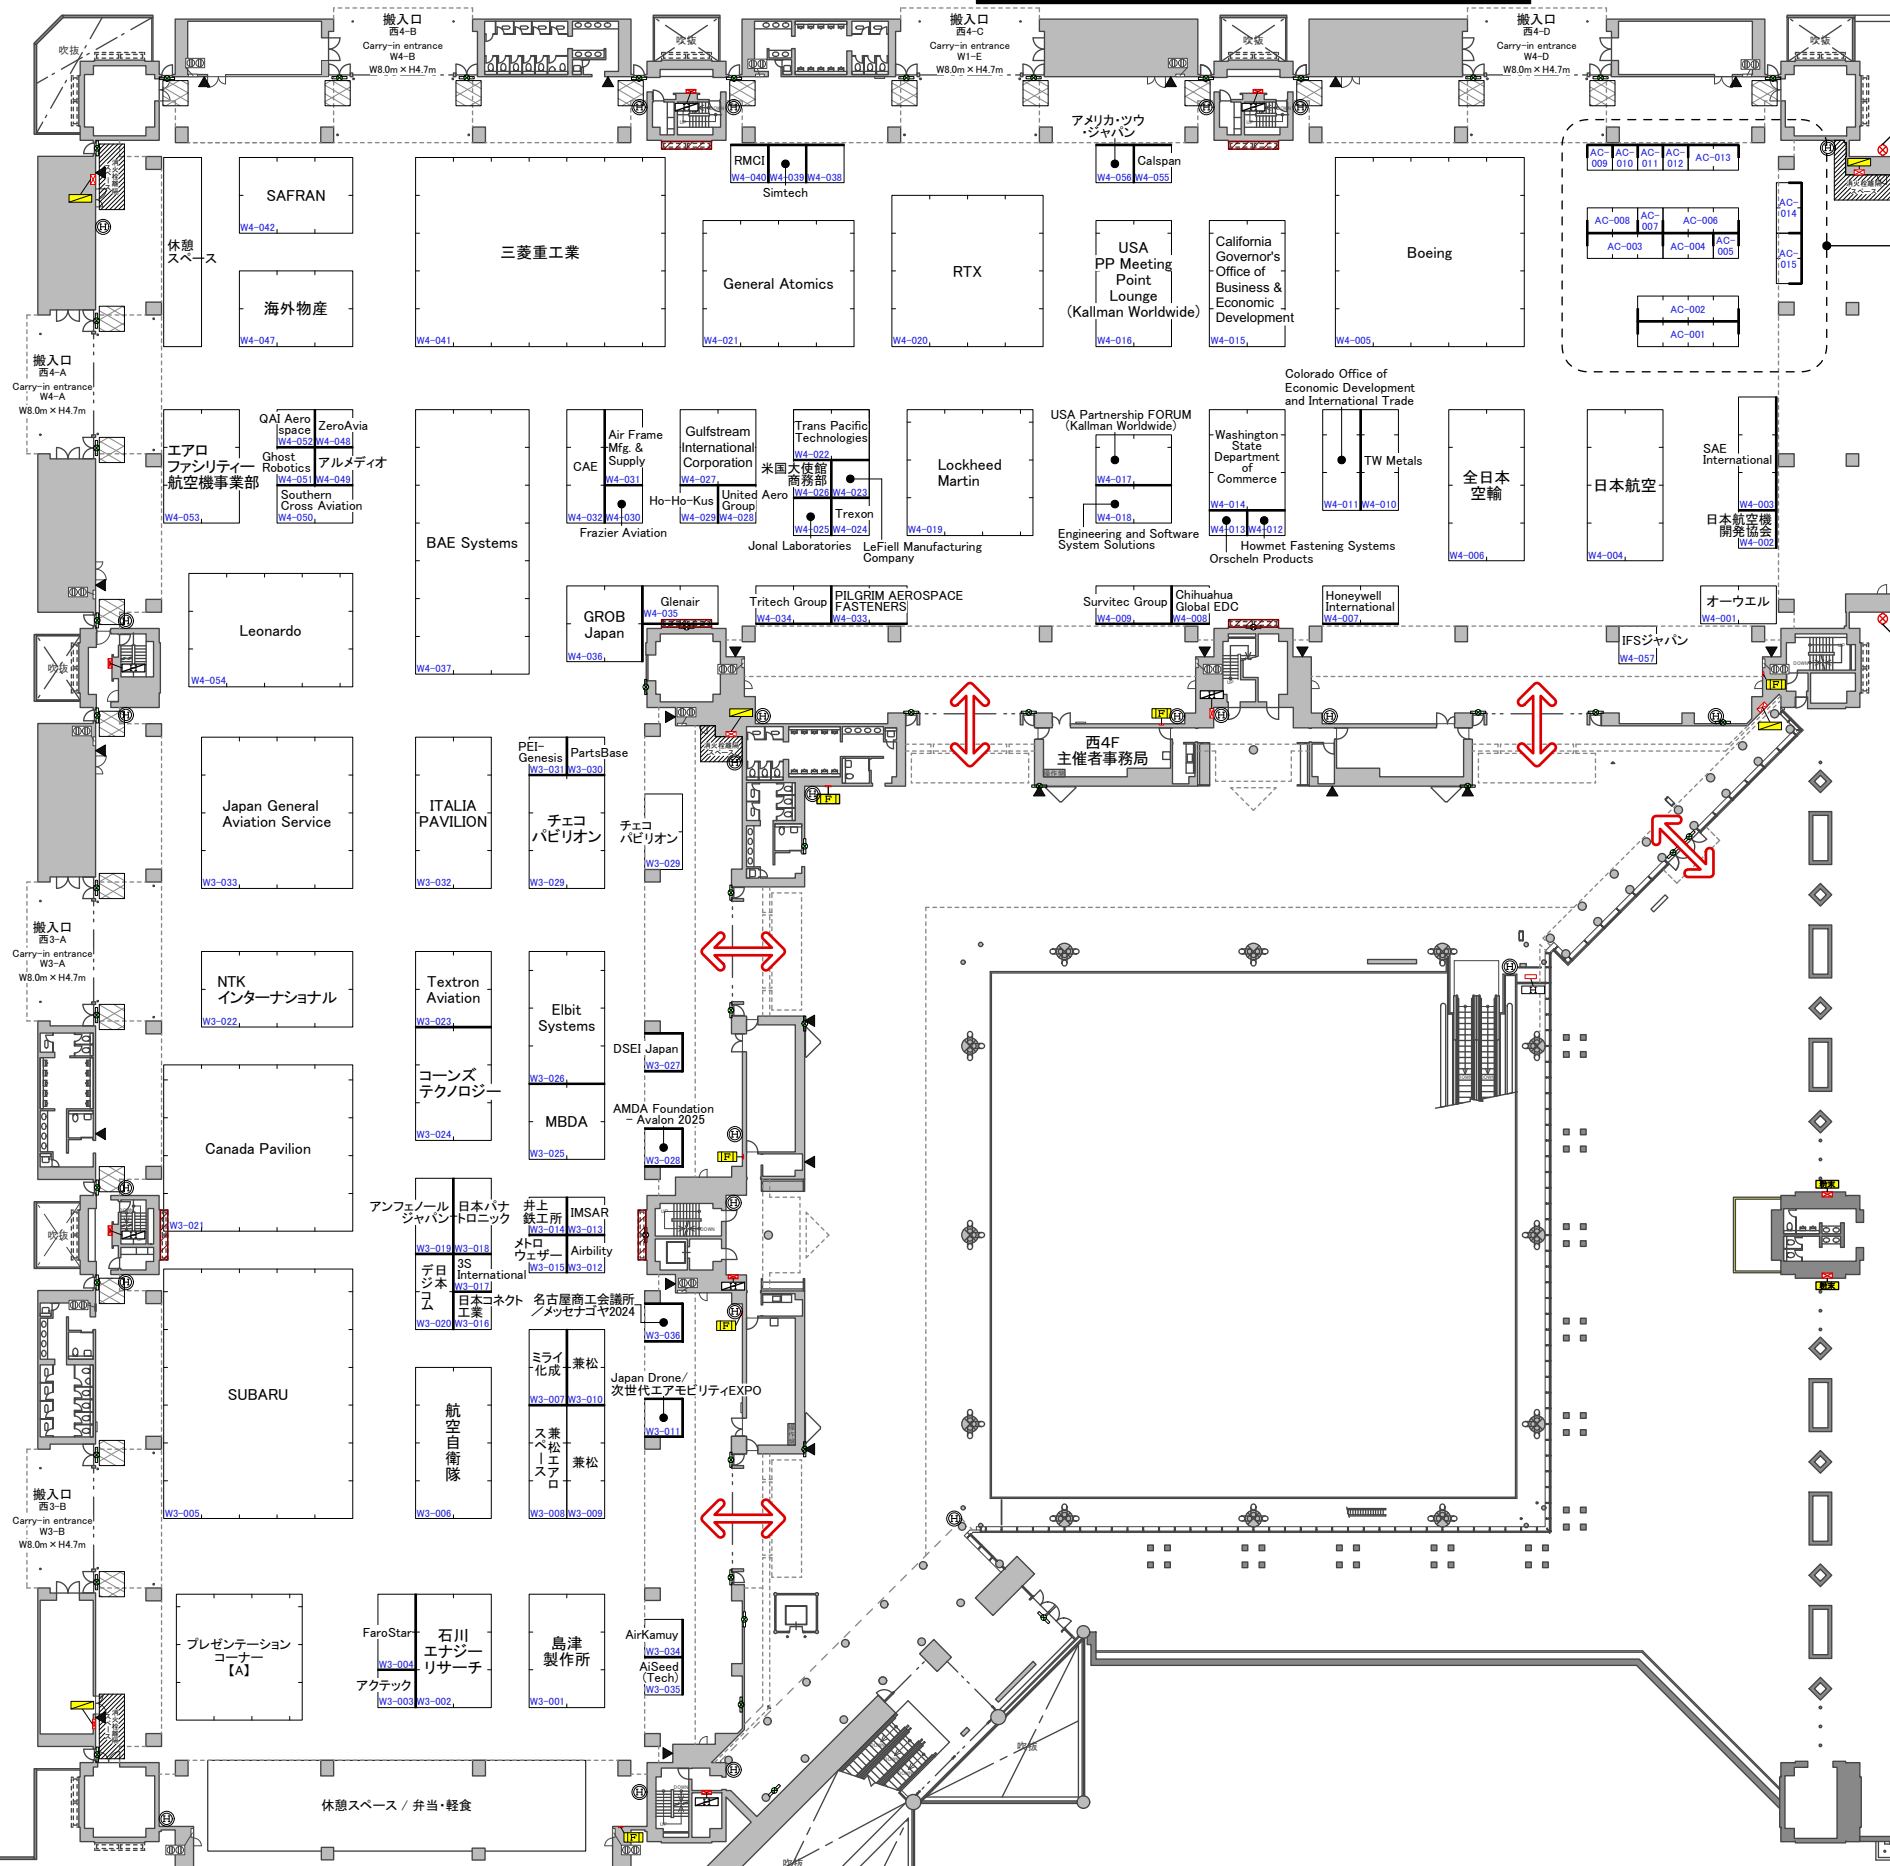 搬入口
西4-B
Carry-in entrance
W4-B
W8.0m×H4.7m
搬入口
西4-C
Carry-in entrance
W1-E
W8.0m×H4.7m
搬入口
西4-D
Carry-in entrance
W4-D
W8.0m×H4.7m
吹抜
吹抜
吹抜
吹抜
休憩
スペース
SAFRAN
W4-042
海外物産
W4-047
三菱重工業
W4-041
RMCI
W4-040
W4-039
W4-038
Simtech
General Atomics
W4-021
RTX
W4-020
アメリカ・ツウ
・ジャパン
W4-056
Calspan
W4-055
USA
PP Meeting
Point
Lounge
(Kallman Worldwide)
W4-016
California
Governor's
Office of
Business &
Economic
Development
W4-015
Boeing
W4-005
AC-
009
AC-
010
AC-
011
AC-
012
AC-013
AC-
014
AC-
015
AC-008
AC-
007
AC-006
AC-003
AC-004
AC-
005
AC-002
AC-001
搬入口
西4-A
Carry-in entrance
W4-A
W8.0m×H4.7m
エアロ
ファシリティー
航空機事業部
W4-053
QAI Aero
space
W4-052
ZeroAvia
W4-048
Ghost
Robotics
W4-051
アルメディオ
W4-049
Southern
Cross Aviation
W4-050
BAE Systems
W4-037
CAE
W4-032
Air Frame
Mfg. &
Supply
W4-031
W4-030
Frazier Aviation
Gulfstream
International
Corporation
W4-027
Ho-Ho-Kus
W4-029
United Aero
Group
W4-028
Trans Pacific
Technologies
W4-022
米国大使館
商務部
W4-026
W4-023
W4-025
Trexon
W4-024
Jonal Laboratories
LeFiell Manufacturing
Company
Lockheed
Martin
W4-019
USA Partnership FORUM
(Kallman Worldwide)
W4-017
W4-018
Engineering and Software
System Solutions
Washington
State
Department
of
Commerce
W4-014
W4-013
W4-012
Howmet Fastening Systems
Orscheln Products
Colorado Office of
Economic Development
and International Trade
W4-011
TW Metals
W4-010
全日本
空輸
W4-006
日本航空
W4-004
SAE
International
W4-003
日本航空機
開発協会
W4-002
Leonardo
W4-054
GROB
Japan
W4-036
Glenair
W4-035
Tritech Group
W4-034
PILGRIM AEROSPACE
FASTENERS
W4-033
Survitec Group
W4-009
Chihuahua
Global EDC
W4-008
Honeywell
International
W4-007
オーウエル
W4-001
IFSジャパン
W4-057
吹抜
西4F
主催者事務局
Japan General
Aviation Service
W3-033
ITALIA
PAVILION
W3-032
PEI-
Genesis
W3-031
PartsBase
W3-030
チェコ
パビリオン
W3-029
チェコ
パビリオン
W3-029
搬入口
西3-A
Carry-in entrance
W3-A
W8.0m×H4.7m
NTK
インターナショナル
W3-022
Textron
Aviation
W3-023
コーンズ
テクノロジー
W3-024
Elbit
Systems
W3-026
MBDA
W3-025
DSEI Japan
W3-027
AMDA Foundation
- Avalon 2025
W3-028
Canada Pavilion
W3-021
アンフェノール
ジャパン
W3-019
日本バナ
トロニック
W3-018
井上
鉄工所
W3-014
IMSAR
W3-013
メトロ
ウェザー
W3-015
Airbility
W3-012
日本
デジコム
W3-020
3S
International
W3-017
日本コネクト
工業
W3-016
名古屋商工会議所
/メッセナゴヤ2024
W3-036
吹抜
SUBARU
W3-005
航空自衛隊
W3-006
ミライ
化成
W3-007
兼松
W3-010
兼松エアロ
スペース
W3-008
兼松
W3-009
Japan Drone/
次世代エアモビリティEXPO
W3-011
搬入口
西3-B
Carry-in entrance
W3-B
W8.0m×H4.7m
プレゼンテーション
コーナー
【A】
FaroStar
W3-004
アクテック
W3-003
石川
エナジー
リサーチ
W3-002
島津
製作所
W3-001
AirKamuy
W3-034
AiSeed
(Tech)
W3-035
吹抜
休憩スペース / 弁当・軽食
吹抜